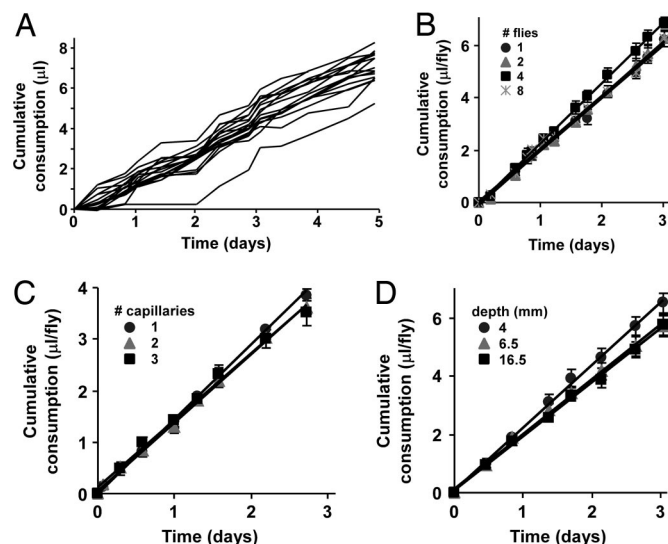 A
Cumulative
consumption (µl)
8
6
4
2
0
0 1 2 3 4 5
Time (days)
B
Cumulative
consumption (µl/fly)
# flies
1
2
4
8
6
4
2
0
0 1 2 3
Time (days)
C
Cumulative
consumption (µl/fly)
# capillaries
1
2
3
4
3
2
1
0
0 1 2 3
Time (days)
D
Cumulative
consumption (µl/fly)
depth (mm)
4
6.5
16.5
6
4
2
0
0 1 2 3
Time (days)